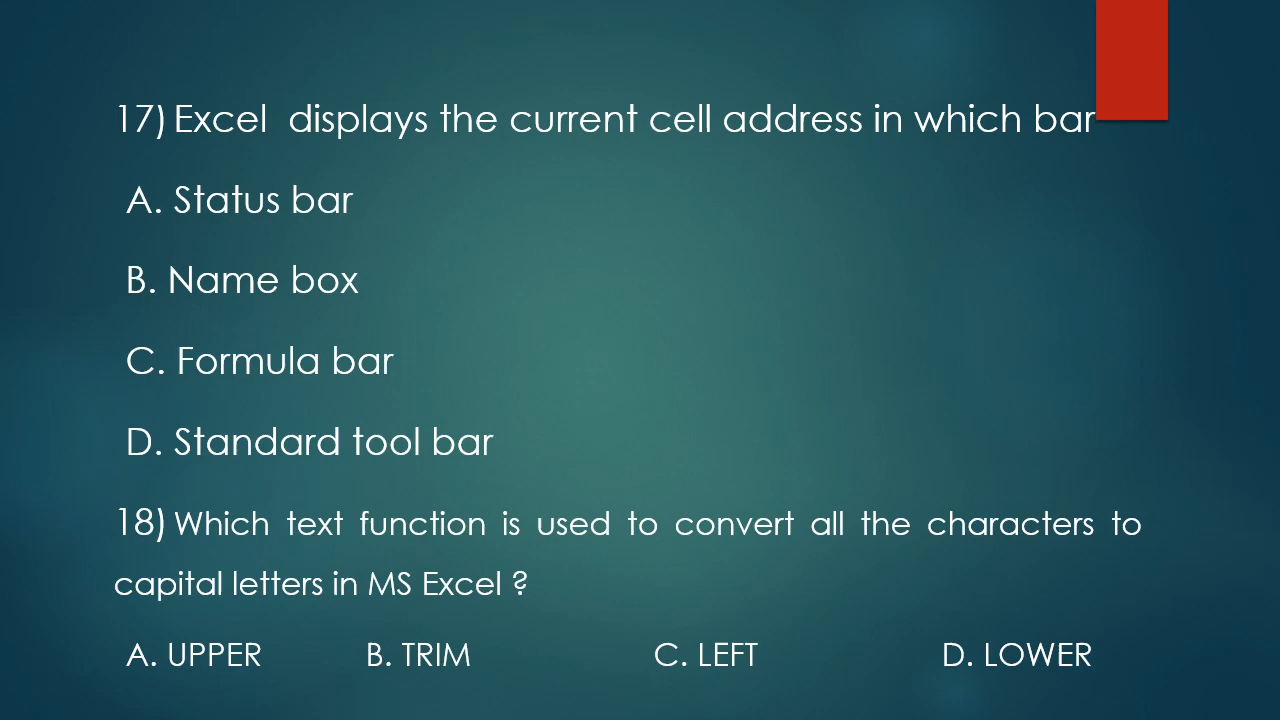 17) Excel  displays the current cell address in which bar
A. Status bar
B. Name box
C. Formula bar
D. Standard tool bar
18) Which text function is used to convert all the characters to
capital letters in MS Excel ?
A. UPPER B. TRIM C. LEFT D. LOWER